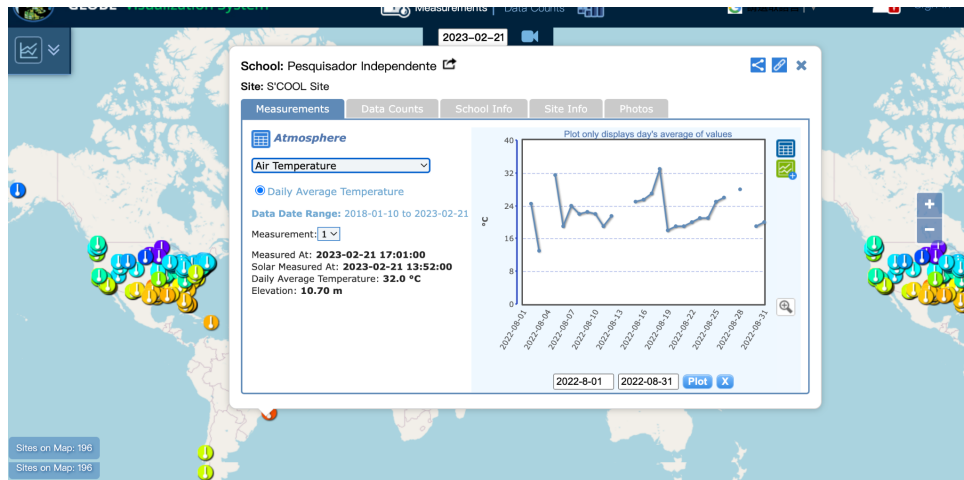 GLOBE Visualization System
Measurements | Data Counts
2023-02-21
School: Pesquisador Independente
Site: S'COOL Site
Measurements Data Counts School Info Site Info Photos
Atmosphere
Air Temperature
Daily Average Temperature
Data Date Range: 2018-01-10 to 2023-02-21
Measurement: 1
Measured At: 2023-02-21 17:01:00
Solar Measured At: 2023-02-21 13:52:00
Daily Average Temperature: 32.0 °C
Elevation: 10.70 m
Plot only displays day's average of values
40
32
24
16
8
0
°C
2022-08-01 2022-08-04 2022-08-07 2022-08-10 2022-08-13 2022-08-16 2022-08-19 2022-08-22 2022-08-25 2022-08-28 2022-08-31
2022-8-01 2022-08-31 Plot X
Sites on Map: 196
Sites on Map: 196